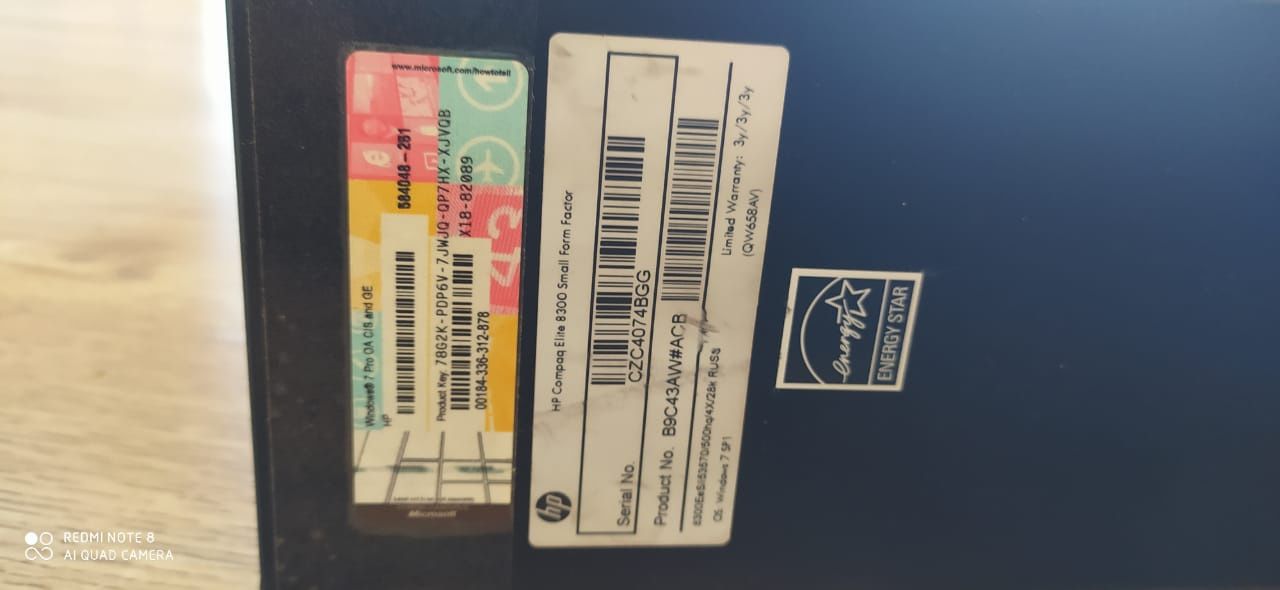 www.microsoft.com/howtotell
Windows® 7 Pro OA CIS and GE
HP
Product Key: 78G2K-PDP6V-7JWJQ-QP7HX-XJVQB
X18-82089
00184-336-312-878
Microsoft
hp
HP Compaq Elite 8300 Small Form Factor
Serial No.
CZC4074BGG
Product No. B9C43AW#ACB
RUSS
OS: Windows 7 SP1
Limited Warranty: 3y/3y/3y
(QW658AV)
energy
ENERGY STAR
REDMI NOTE 8
AI QUAD CAMERA